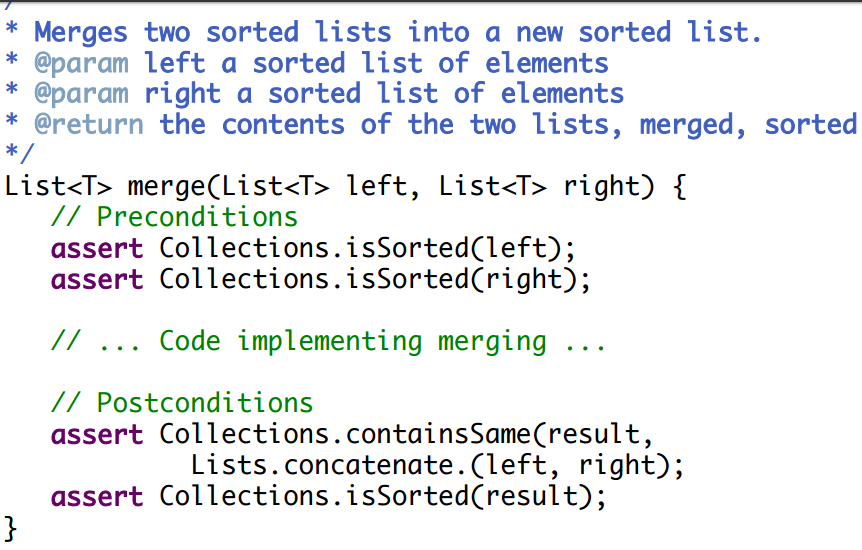 /
* Merges two sorted lists into a new sorted list.
* @param left a sorted list of elements
* @param right a sorted list of elements
* @return the contents of the two lists, merged, sorted
*/
List<T> merge(List<T> left, List<T> right) {
// Preconditions
assert Collections.isSorted(left);
assert Collections.isSorted(right);
// ... Code implementing merging ...
// Postconditions
assert Collections.containsSame(result,
Lists.concatenate.(left, right);
assert Collections.isSorted(result);
}